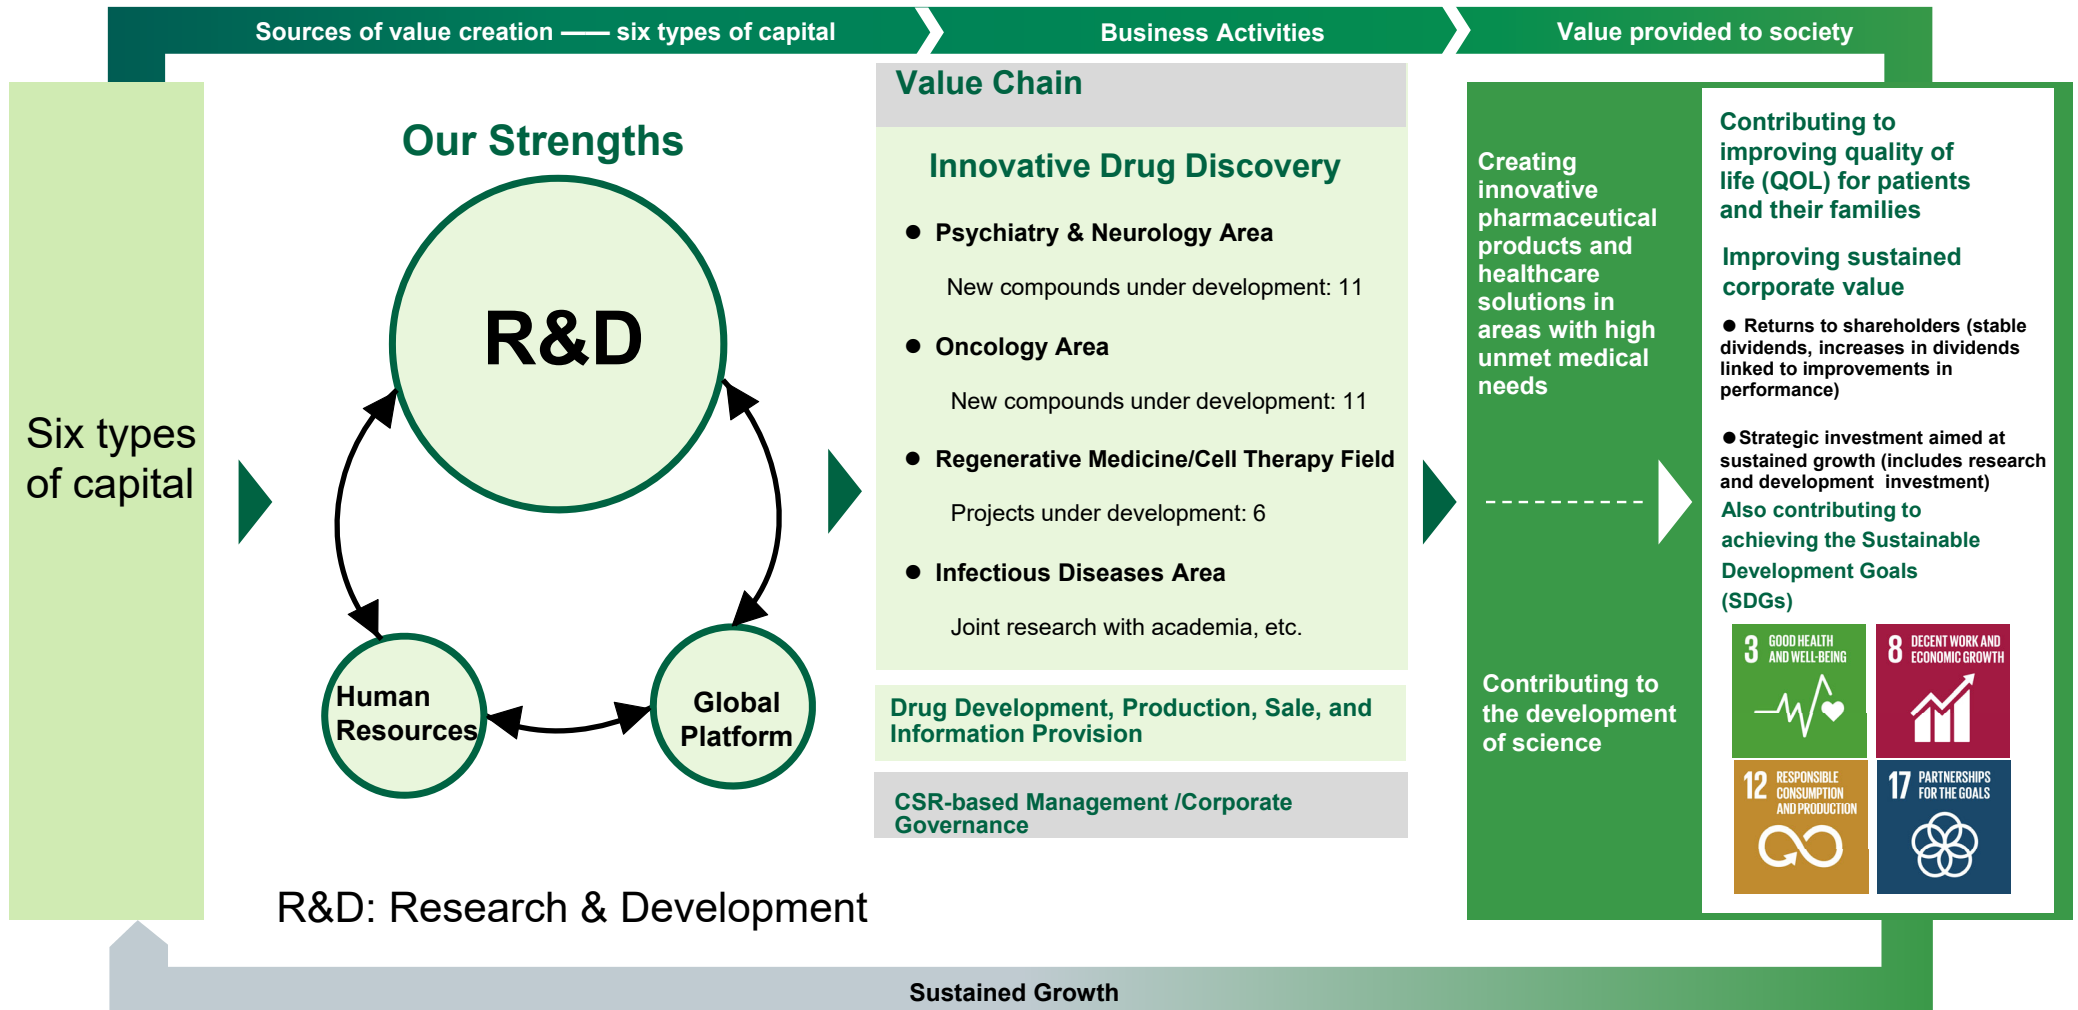 Sources of value creation —— six types of capital
Business Activities
Value provided to society
Six types
of capital
Our Strengths
R&D
Human
Resources
Global
Platform
R&D: Research & Development
Value Chain
Innovative Drug Discovery
● Psychiatry & Neurology Area
New compounds under development: 11
● Oncology Area
New compounds under development: 11
● Regenerative Medicine/Cell Therapy Field
Projects under development: 6
● Infectious Diseases Area
Joint research with academia, etc.
Drug Development, Production, Sale, and
Information Provision
CSR-based Management /Corporate
Governance
Creating
innovative
pharmaceutical
products and
healthcare
solutions in
areas with high
unmet medical
needs
Contributing to
the development
of science
Contributing to
improving quality of
life (QOL) for patients
and their families
Improving sustained
corporate value
● Returns to shareholders (stable
dividends, increases in dividends
linked to improvements in
performance)
●Strategic investment aimed at
sustained growth (includes research
and development investment)
Also contributing to
achieving the Sustainable
Development Goals
(SDGs)
3 GOOD HEALTH
AND WELL-BEING
8 DECENT WORK AND
ECONOMIC GROWTH
12 RESPONSIBLE
CONSUMPTION
AND PRODUCTION
17 PARTNERSHIPS
FOR THE GOALS
Sustained Growth